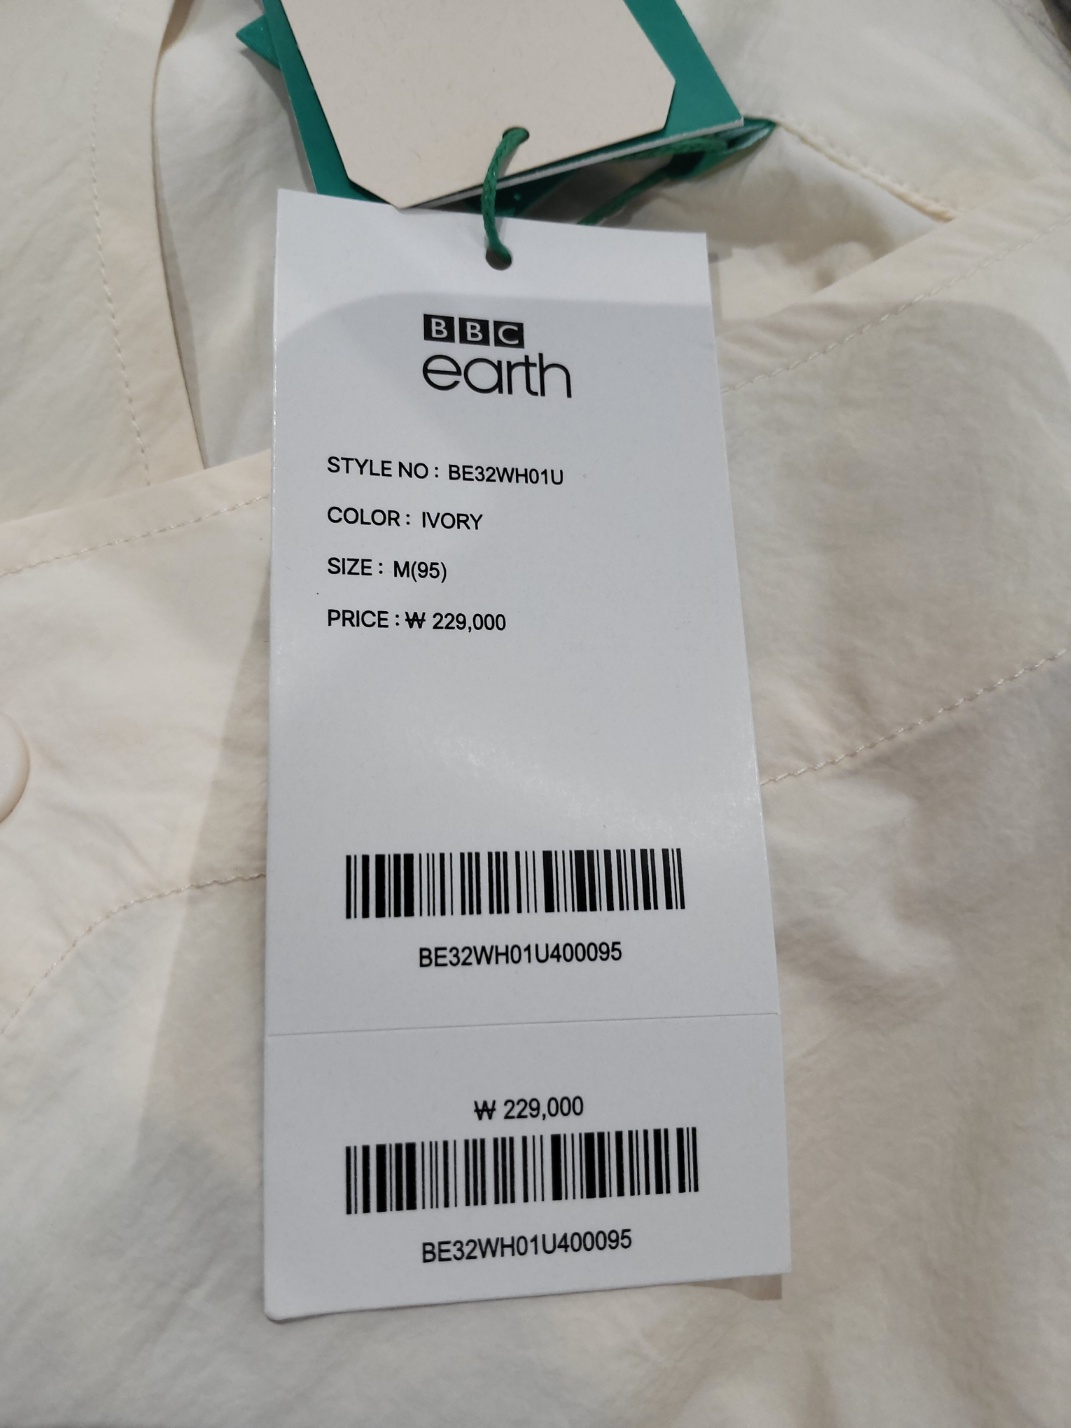 BBC
earth
STYLE NO : BE32WH01U
COLOR : IVORY
SIZE : M(95)
PRICE : ₩ 229,000
BE32WH01U400095
₩ 229,000
BE32WH01U400095